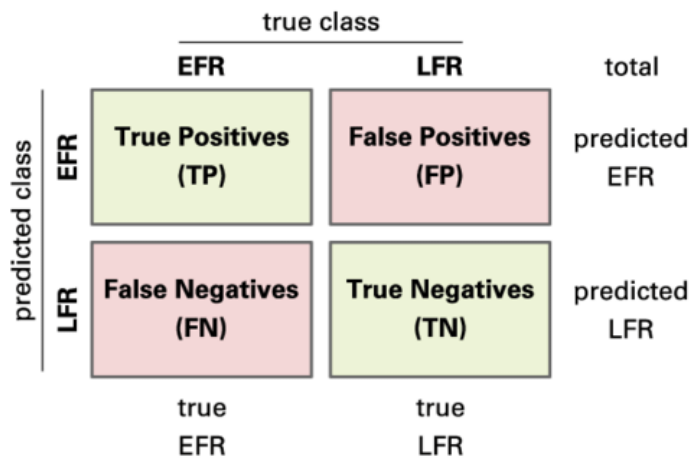 true class
EFR LFR total
predicted class
EFR
True Positives
(TP)
False Positives
(FP)
predicted
EFR
LFR
False Negatives
(FN)
True Negatives
(TN)
predicted
LFR
true
EFR
true
LFR